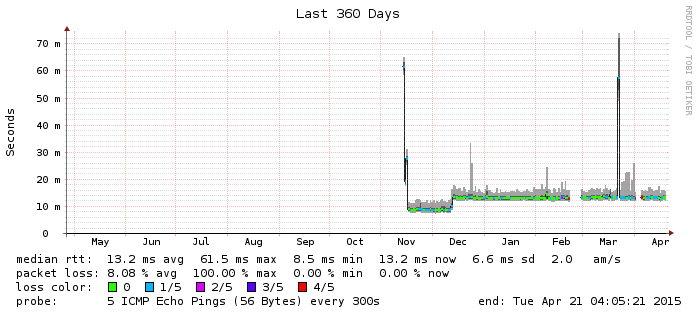 Last 360 Days
RRDTOOL / TOBI OETIKER
Seconds
70 m
60 m
50 m
40 m
30 m
20 m
10 m
0
May Jun Jul Aug Sep Oct Nov Dec Jan Feb Mar Apr
median rtt: 13.2 ms avg 61.5 ms max 8.5 ms min 13.2 ms now 6.6 ms sd 2.0 am/s
packet loss: 8.08 % avg 100.00 % max 0.00 % min 0.00 % now
loss color: 0 1/5 2/5 3/5 4/5
probe: 5 ICMP Echo Pings (56 Bytes) every 300s end: Tue Apr 21 04:05:21 2015